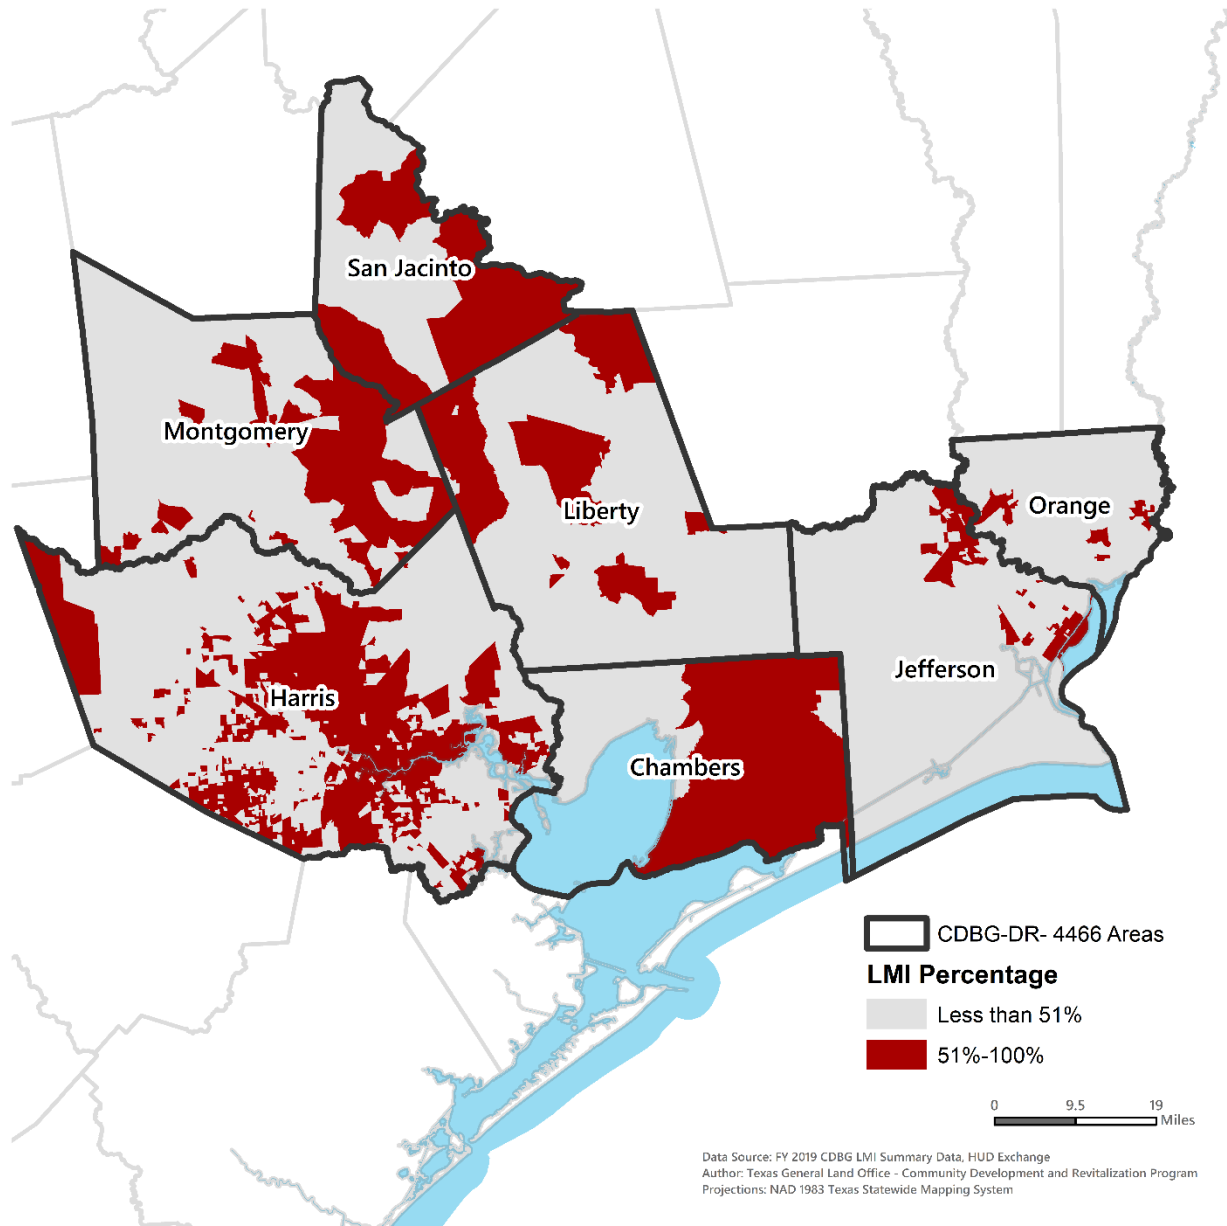 San Jacinto
Montgomery
Liberty
Orange
Jefferson
Harris
Chambers
CDBG-DR- 4466 Areas
LMI Percentage
Less than 51%
51%-100%
0 9.5 19
Miles
Data Source: FY 2019 CDBG LMI Summary Data, HUD Exchange
Author: Texas General Land Office - Community Development and Revitalization Program
Projections: NAD 1983 Texas Statewide Mapping System